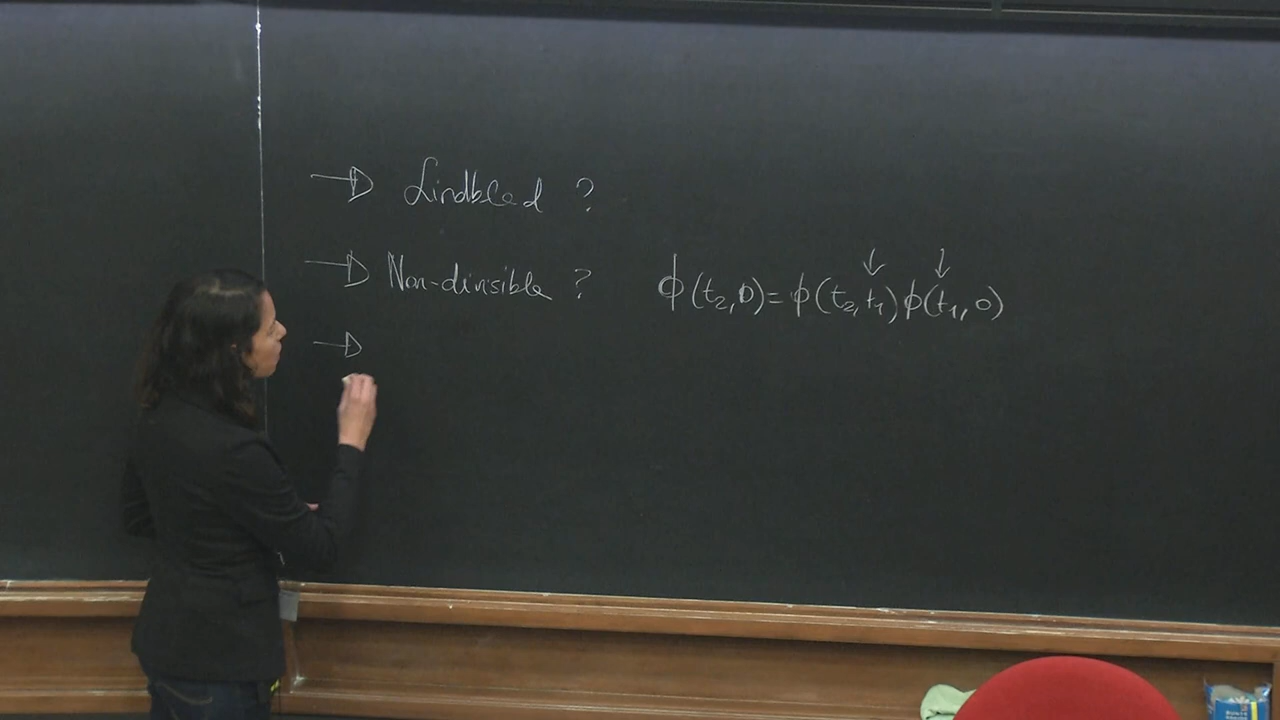 Lindblad ?
Non-divisible ? ϕ(t₂,0)=ϕ(t₂,t₁)ϕ(t₁,0)